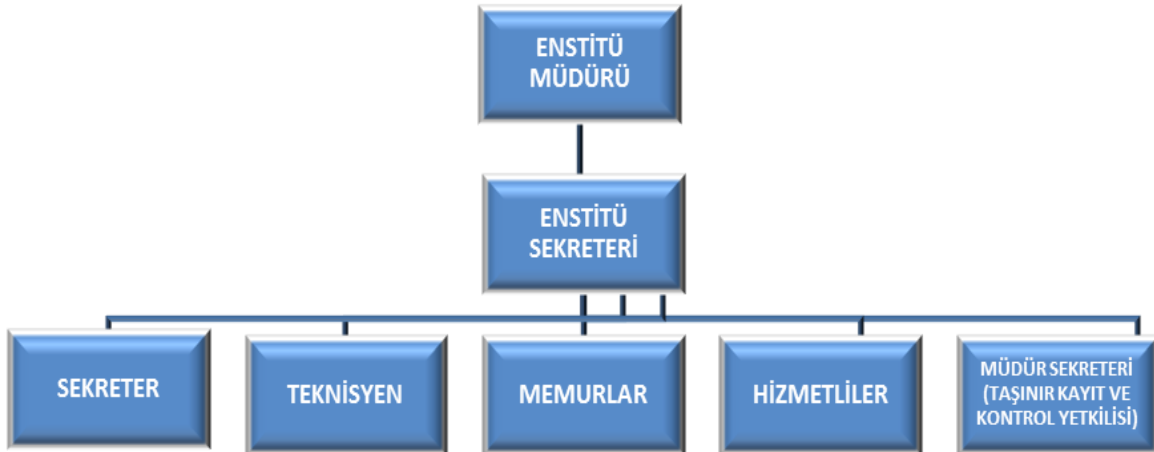 ENSTİTÜ
MÜDÜRÜ
ENSTİTÜ
SEKRETERİ
SEKRETER
TEKNİSYEN
MEMURLAR
HİZMETLİLER
MÜDÜR SEKRETERİ
(TAŞINIR KAYIT VE
KONTROL YETKİLİSİ)